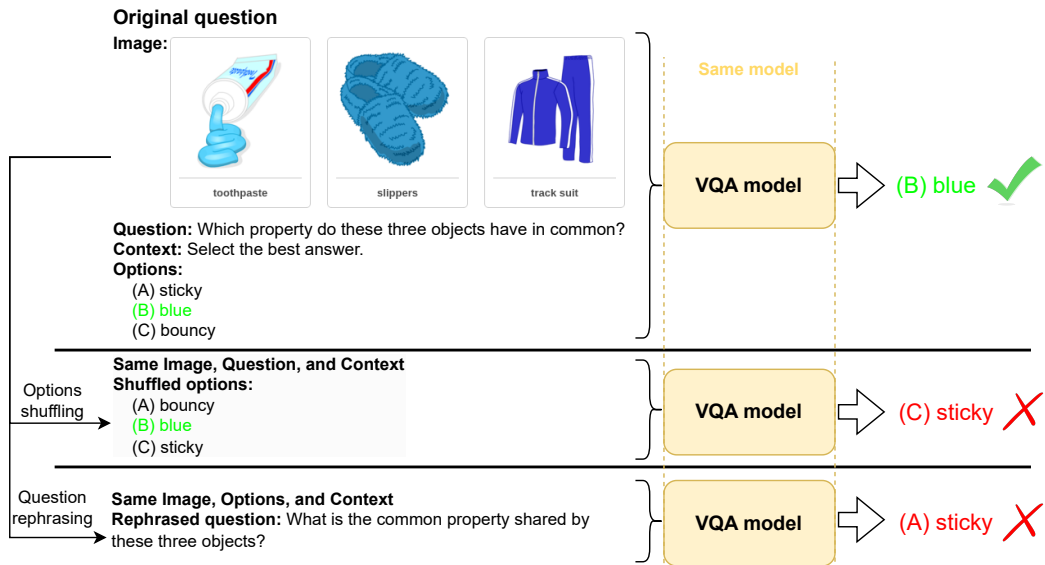 Original question
Image:
toothpaste
slippers
track suit
Question: Which property do these three objects have in common?
Context: Select the best answer.
Options:
(A) sticky
(B) blue
(C) bouncy
Same model
VQA model
(B) blue
Options
shuffling
Same Image, Question, and Context
Shuffled options:
(A) bouncy
(B) blue
(C) sticky
VQA model
(C) sticky
Question
rephrasing
Same Image, Options, and Context
Rephrased question: What is the common property shared by
these three objects?
VQA model
(A) sticky